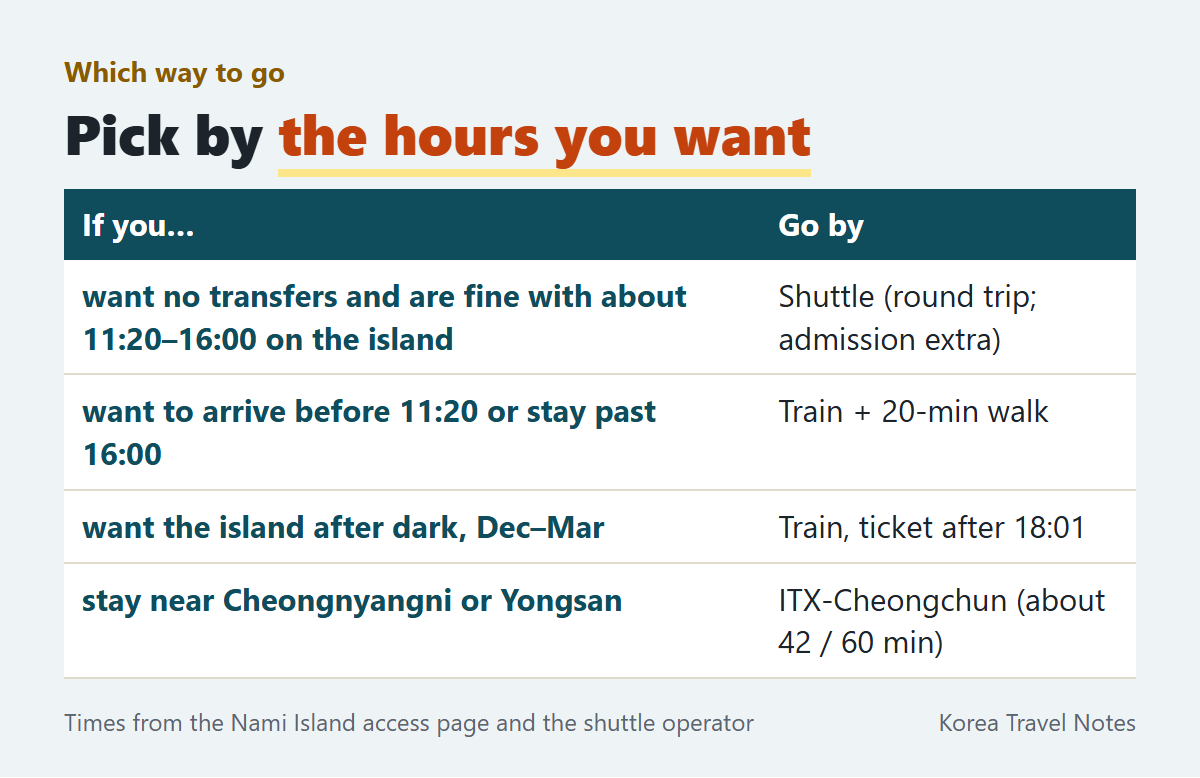 Which way to go
Pick by the hours you want
If you...
Go by
want no transfers and are fine with about
11:20–16:00 on the island
Shuttle (round trip;
admission extra)
want to arrive before 11:20 or stay past
16:00
Train + 20-min walk
want the island after dark, Dec–Mar
Train, ticket after 18:01
stay near Cheongnyangni or Yongsan
ITX-Cheongchun (about
42 / 60 min)
Times from the Nami Island access page and the shuttle operator
Korea Travel Notes